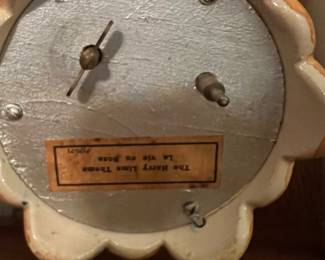 The Harry Lime Theme
La vie en Rose